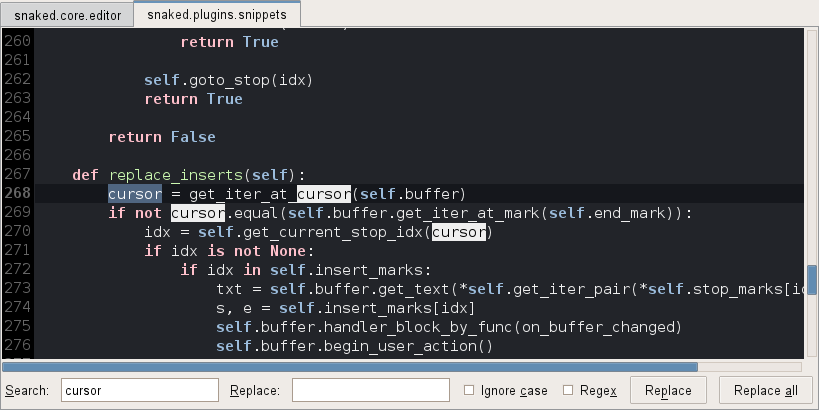 snaked.core.editor snaked.plugins.snippets
260 return True
261
262 self.goto_stop(idx)
263 return True
264
265 return False
266
267 def replace_inserts(self):
268 cursor = get_iter_at_cursor(self.buffer)
269 if not cursor.equal(self.buffer.get_iter_at_mark(self.end_mark)):
270 idx = self.get_current_stop_idx(cursor)
271 if idx is not None:
272 if idx in self.insert_marks:
273 txt = self.buffer.get_text(*self.get_iter_pair(*self.stop_marks[id
274 s, e = self.insert_marks[idx]
275 self.buffer.handler_block_by_func(on_buffer_changed)
276 self.buffer.begin_user_action()
Search: cursor Replace: Ignore case Regex Replace Replace all